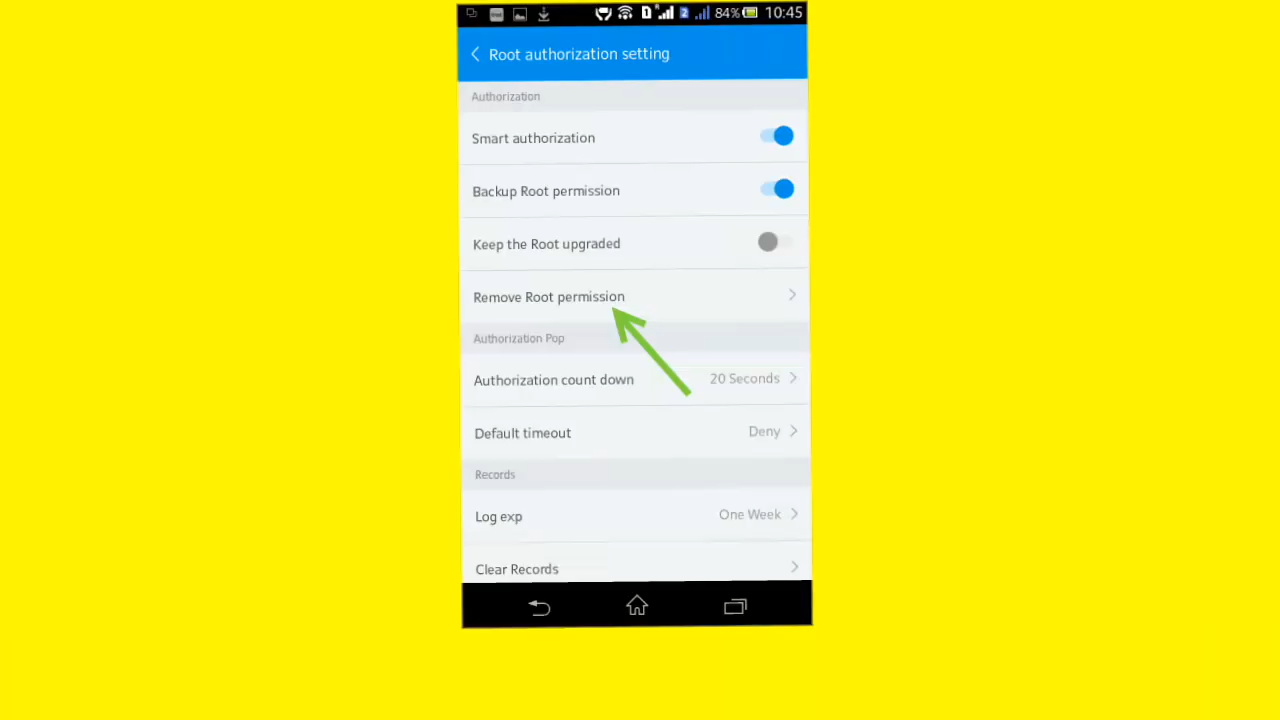 84% 10:45
Root authorization setting
Authorization
Smart authorization
Backup Root permission
Keep the Root upgraded
Remove Root permission
Authorization Pop
Authorization count down 20 Seconds
Default timeout Deny
Records
Log exp One Week
Clear Records